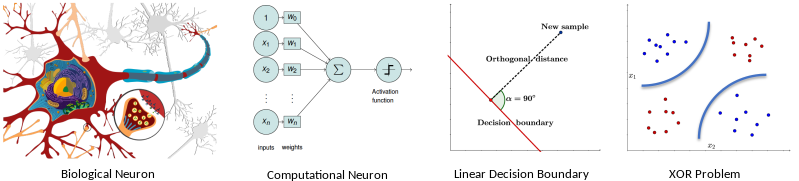 1
w0
x1
w1
x2
w2
Σ
Activation
function
⋮
⋮
xn
wn
inputs
weights
New sample
Orthogonal distance
α = 90°
Decision boundary
x1
x2
Biological Neuron
Computational Neuron
Linear Decision Boundary
XOR Problem